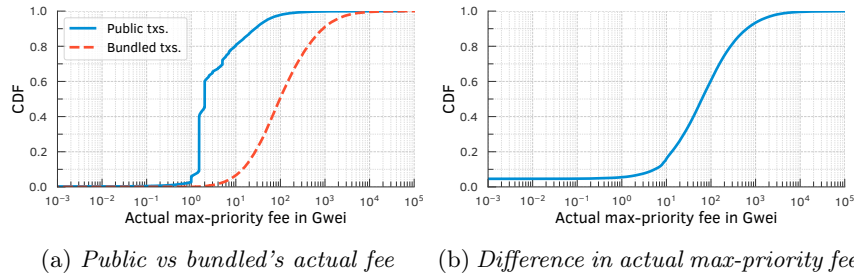 1.0
0.8
0.6
0.4
0.2
0.0
CDF
Public txs.
Bundled txs.
10⁻³ 10⁻² 10⁻¹ 10⁰ 10¹ 10² 10³ 10⁴ 10⁵
Actual max-priority fee in Gwei
(a) Public vs bundled's actual fee
1.0
0.8
0.6
0.4
0.2
0.0
CDF
10⁻³ 10⁻² 10⁻¹ 10⁰ 10¹ 10² 10³ 10⁴ 10⁵
Actual max-priority fee in Gwei
(b) Difference in actual max-priority fee